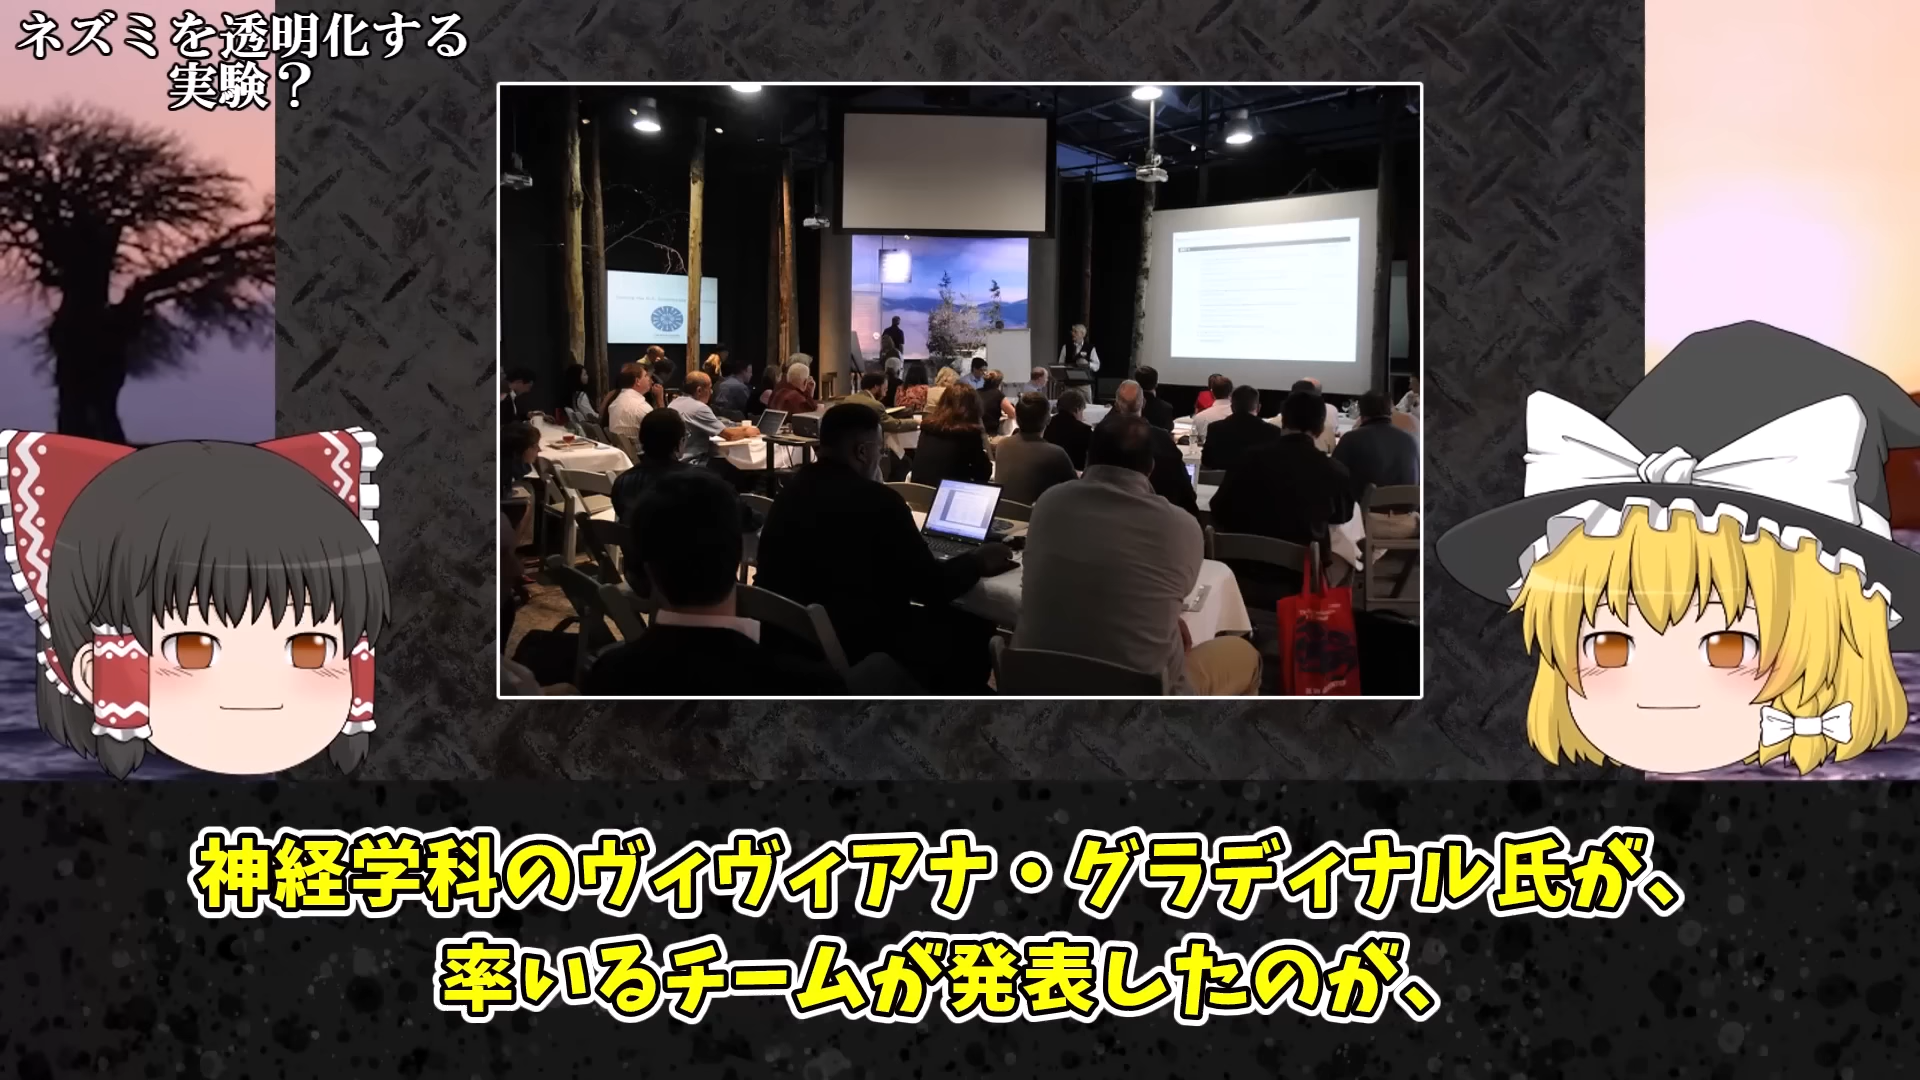 ネズミを透明化する
実験？
神経学科のヴィヴィアナ・グラディナル氏が、
率いるチームが発表したのが、